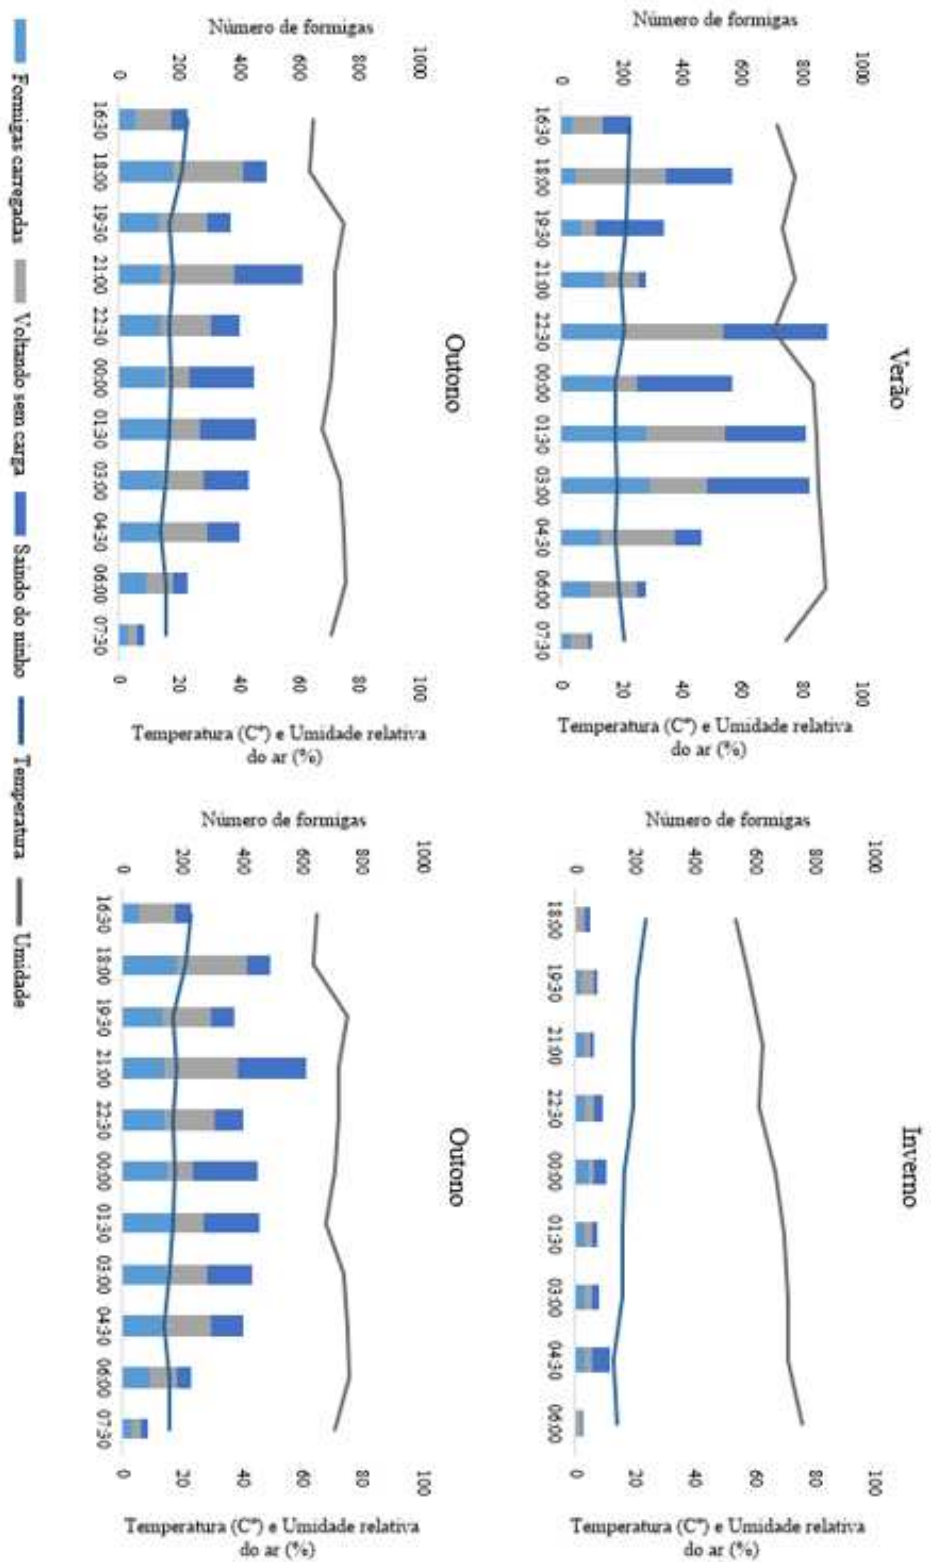 Verão
Número de formigas
1000
800
600
400
200
0
16:30 18:00 19:30 21:00 22:30 00:00 01:30 03:00 04:30 06:00 07:30
100
80
60
40
20
0
Temperatura (C°) e Umidade relativa
do ar (%)
Inverno
Número de formigas
1000
800
600
400
200
0
18:00 19:30 21:00 22:30 00:00 01:30 03:00 04:30 06:00
100
80
60
40
20
0
Temperatura (C°) e Umidade relativa
do ar (%)
Outono
Número de formigas
1000
800
600
400
200
0
16:30 18:00 19:30 21:00 22:30 00:00 01:30 03:00 04:30 06:00 07:30
100
80
60
40
20
0
Temperatura (C°) e Umidade relativa
do ar (%)
Outono
Número de formigas
1000
800
600
400
200
0
16:30 18:00 19:30 21:00 22:30 00:00 01:30 03:00 04:30 06:00 07:30
100
80
60
40
20
0
Temperatura (C°) e Umidade relativa
do ar (%)
Formigas carregadas Voltando sem carga Saindo do ninho Temperatura Umidade